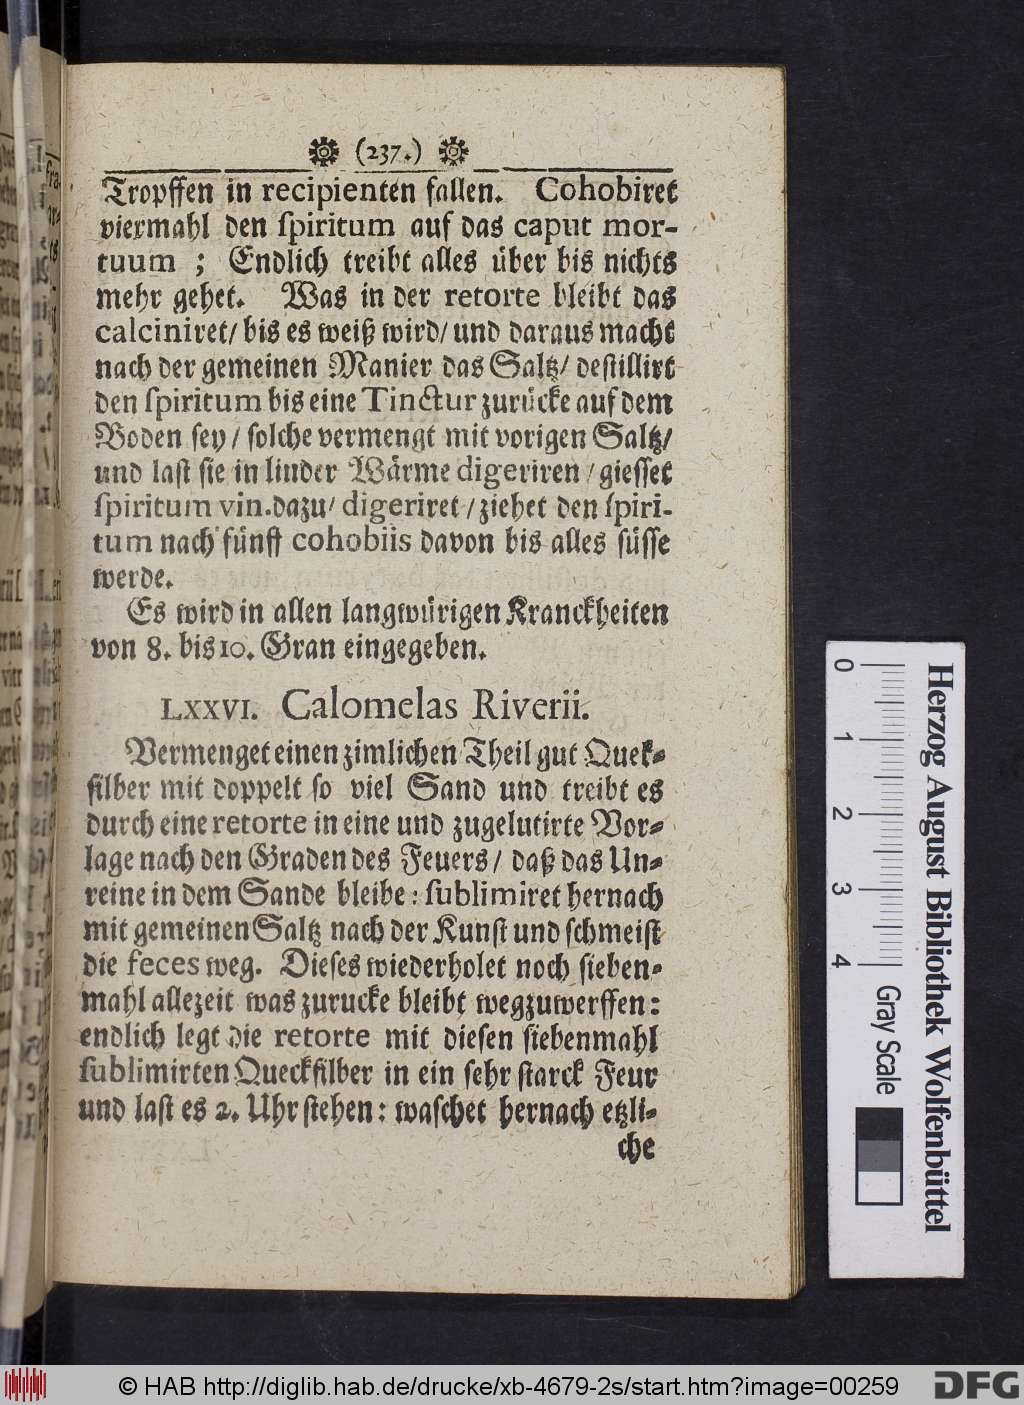 (237.)
Tropffen in recipienten fallen. Cohobiret
viermahl den ſpiritum auf das caput mor-
tuum ; Endlich treibt alles über bis nichts
mehr gehet. Was in der retorte bleibt das
calciniret/ bis es weiß wird/ und daraus macht
nach der gemeinen Manier das Saltz/ deſtillirt
den ſpiritum bis eine Tinctur zurücke auf dem
Boden ſey/ ſolche vermengt mit vorigen Saltz/
und laſt ſie in linder Wärme digeriren/ gieſſet
ſpiritum vin. dazu/ digeriret/ ziehet den ſpiri-
tum nach fünff cohobiis davon bis alles ſüſſe
werde.
Es wird in allen langwürigen Kranckheiten
von 8. bis 10. Gran eingegeben.
LXXVI. Calomelas Riverii.
Vermenget einen zimlichen Theil gut Quek-
ſilber mit doppelt ſo viel Sand und treibt es
durch eine retorte in eine und zugelutirte Vor-
lage nach den Graden des Feuers/ daß das Un-
reine in dem Sande bleibe: ſublimiret hernach
mit gemeinen Saltz nach der Kunſt und ſchmeiſt
die feces weg. Dieſes wiederholet noch ſieben-
mahl allezeit was zurucke bleibt wegzuwerffen:
endlich legt die retorte mit dieſen ſiebenmahl
ſublimirten Queckſilber in ein ſehr ſtarck Feur
und laſt es 2. Uhr ſtehen: waſchet hernach etzli-
che
Herzog August Bibliothek Wolfenbüttel
0 1 2 3 4
Gray Scale
© HAB http://diglib.hab.de/drucke/xb-4679-2s/start.htm?image=00259
DFG